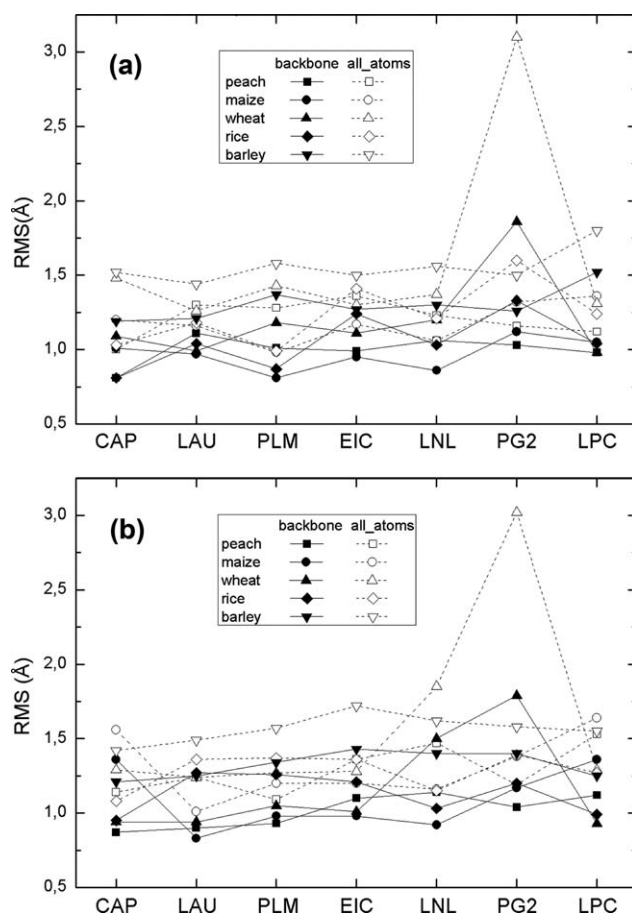 (a)
backbone all_atoms
peach
maize
wheat
rice
barley
RMS(Å)
3,0
2,5
2,0
1,5
1,0
0,5
CAP LAU PLM EIC LNL PG2 LPC
(b)
backbone all_atoms
peach
maize
wheat
rice
barley
RMS (Å)
3,0
2,5
2,0
1,5
1,0
0,5
CAP LAU PLM EIC LNL PG2 LPC